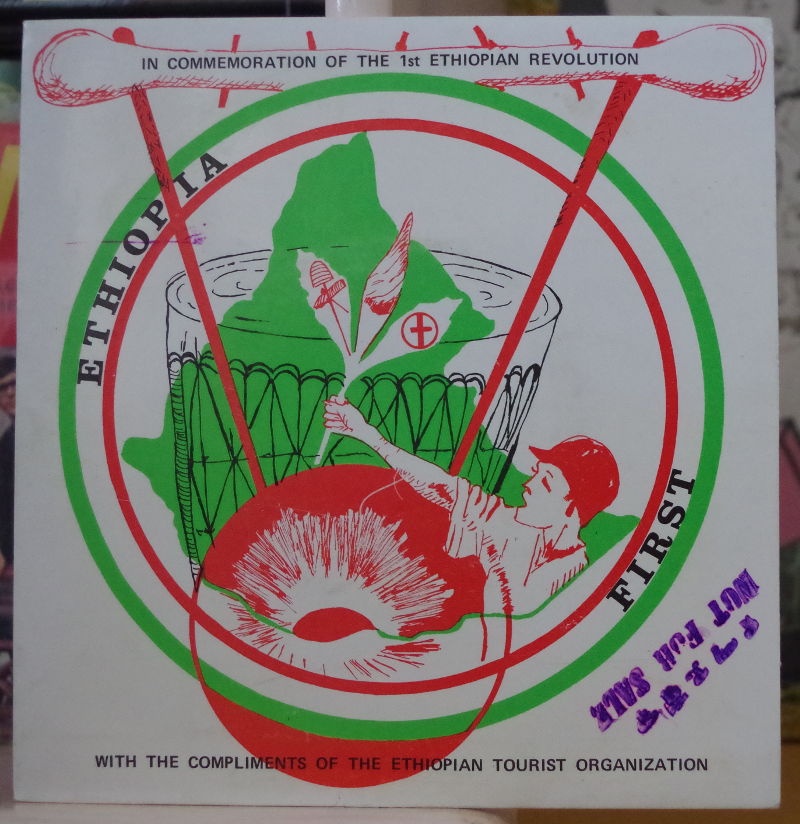 IN COMMEMORATION OF THE 1st ETHIOPIAN REVOLUTION
ETHIOPIA
FIRST
NOT FOR SALE
WITH THE COMPLIMENTS OF THE ETHIOPIAN TOURIST ORGANIZATION